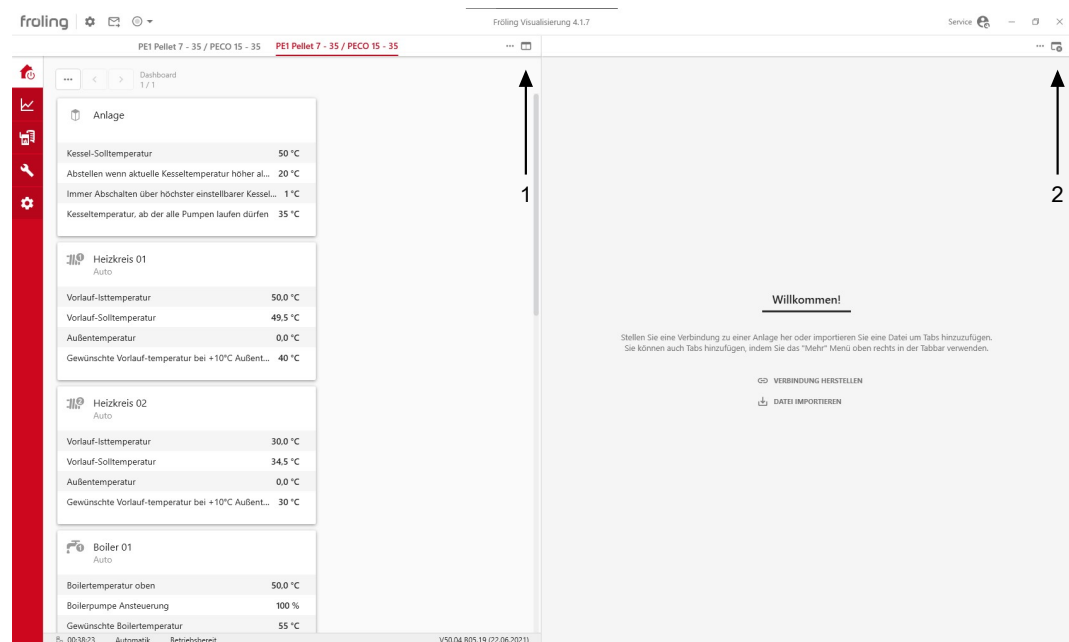 froling
Fröling Visualisierung 4.1.7
Service
PE1 Pellet 7 - 35 / PECO 15 - 35
PE1 Pellet 7 - 35 / PECO 15 - 35
Dashboard
1 / 1
Anlage
Kessel-Solltemperatur 50 °C
Abstellen wenn aktuelle Kesseltemperatur höher al... 20 °C
Immer Abschalten über höchster einstellbarer Kessel... 1 °C
Kesseltemperatur, ab der alle Pumpen laufen dürfen 35 °C
1 Heizkreis 01
Auto
Vorlauf-Isttemperatur 50,0 °C
Vorlauf-Solltemperatur 49,5 °C
Außentemperatur 0,0 °C
Gewünschte Vorlauf-temperatur bei +10°C Außent... 40 °C
2 Heizkreis 02
Auto
Vorlauf-Isttemperatur 30,0 °C
Vorlauf-Solltemperatur 34,5 °C
Außentemperatur 0,0 °C
Gewünschte Vorlauf-temperatur bei +10°C Außent... 30 °C
1 Boiler 01
Auto
Boilertemperatur oben 50,0 °C
Boilerpumpe Ansteuerung 100 %
Gewünschte Boilertemperatur 55 °C
00:38:23 Automatik Betriebsbereit V50.04 B05.19 (22.06.2021)
1
2
Willkommen!
Stellen Sie eine Verbindung zu einer Anlage her oder importieren Sie eine Datei um Tabs hinzuzufügen.
Sie können auch Tabs hinzufügen, indem Sie das "Mehr" Menü oben rechts in der Tabbar verwenden.
VERBINDUNG HERSTELLEN
DATEI IMPORTIEREN